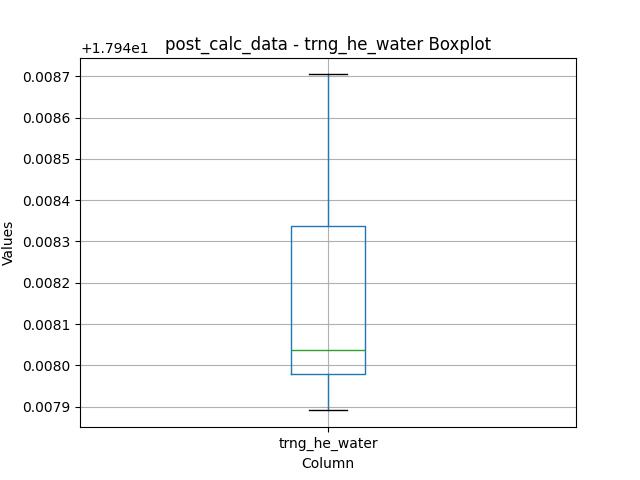 post_calc_data - trng_he_water Boxplot
+1.794e1
0.0087
0.0086
0.0085
0.0084
0.0083
0.0082
0.0081
0.0080
0.0079
Values
trng_he_water
Column